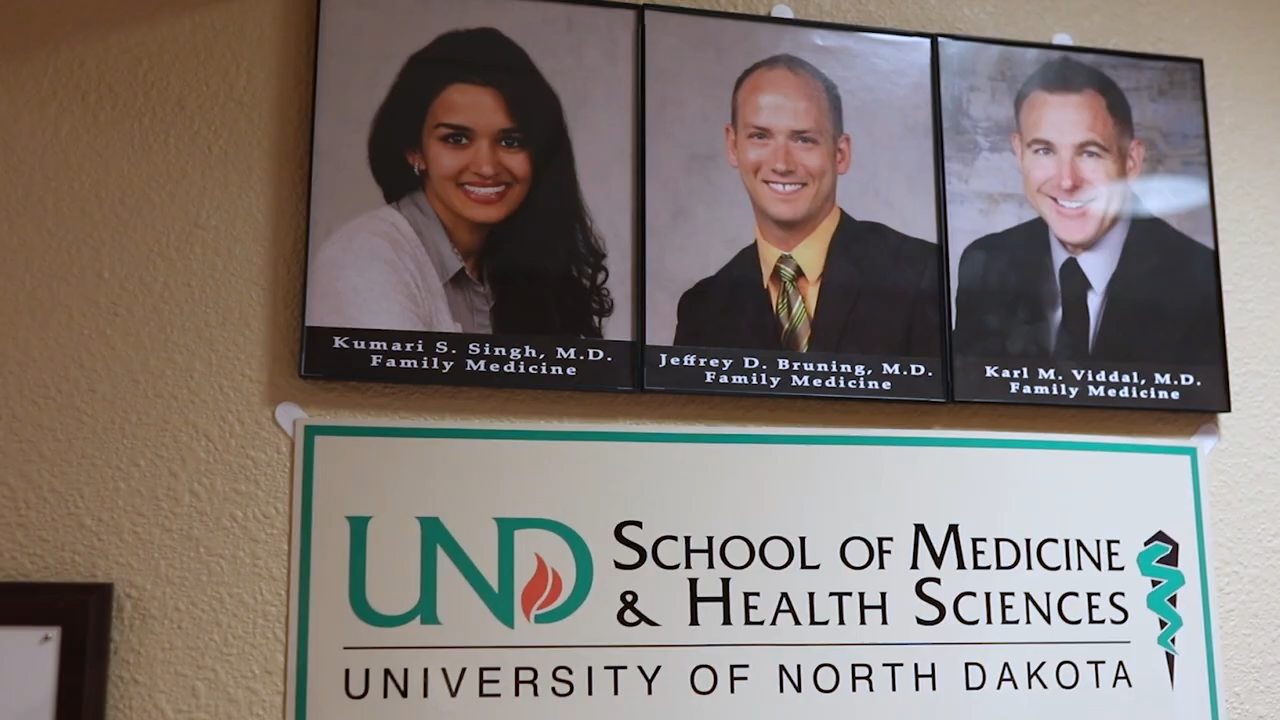 Kumari S. Singh, M.D.
Family Medicine
Jeffrey D. Bruning, M.D.
Family Medicine
Karl M. Viddal, M.D.
Family Medicine
UND
SCHOOL OF MEDICINE
& HEALTH SCIENCES
UNIVERSITY OF NORTH DAKOTA